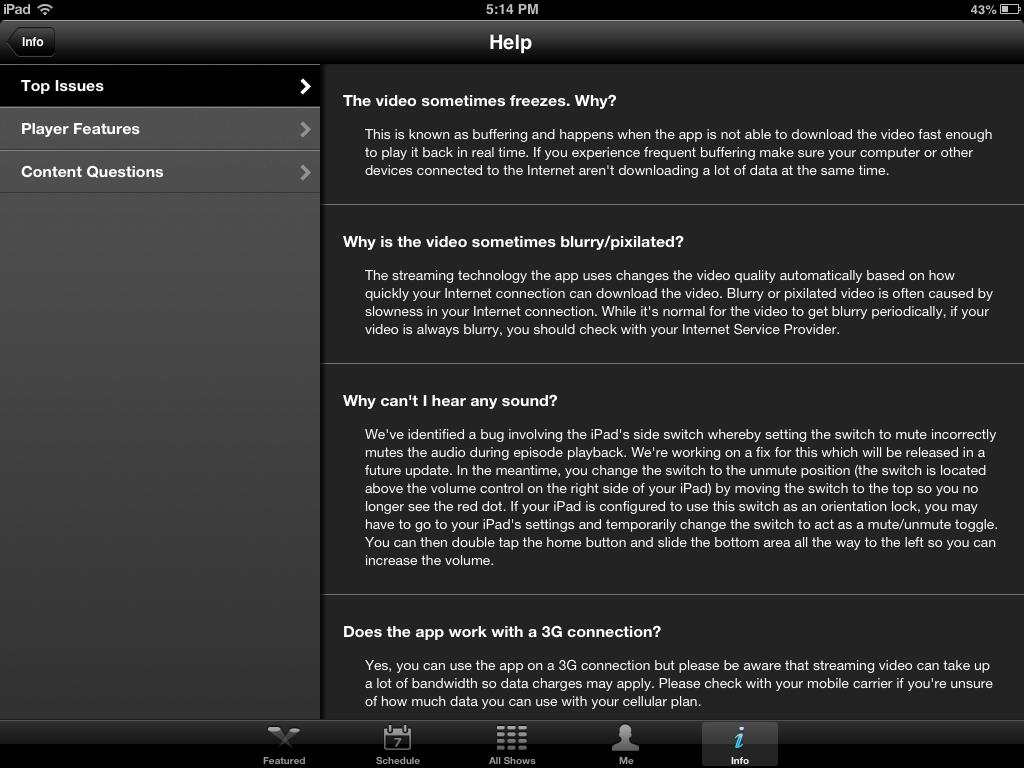 iPad
5:14 PM
43%
Info
Help
Top Issues
Player Features
Content Questions
The video sometimes freezes. Why?
This is known as buffering and happens when the app is not able to download the video fast enough
to play it back in real time. If you experience frequent buffering make sure your computer or other
devices connected to the Internet aren't downloading a lot of data at the same time.
Why is the video sometimes blurry/pixilated?
The streaming technology the app uses changes the video quality automatically based on how
quickly your Internet connection can download the video. Blurry or pixilated video is often caused by
slowness in your Internet connection. While it's normal for the video to get blurry periodically, if your
video is always blurry, you should check with your Internet Service Provider.
Why can't I hear any sound?
We've identified a bug involving the iPad's side switch whereby setting the switch to mute incorrectly
mutes the audio during episode playback. We're working on a fix for this which will be released in a
future update. In the meantime, you change the switch to the unmute position (the switch is located
above the volume control on the right side of your iPad) by moving the switch to the top so you no
longer see the red dot. If your iPad is configured to use this switch as an orientation lock, you may
have to go to your iPad's settings and temporarily change the switch to act as a mute/unmute toggle.
You can then double tap the home button and slide the bottom area all the way to the left so you can
increase the volume.
Does the app work with a 3G connection?
Yes, you can use the app on a 3G connection but please be aware that streaming video can take up
a lot of bandwidth so data charges may apply. Please check with your mobile carrier if you're unsure
of how much data you can use with your cellular plan.
7
Featured
Schedule
All Shows
Me
i
Info